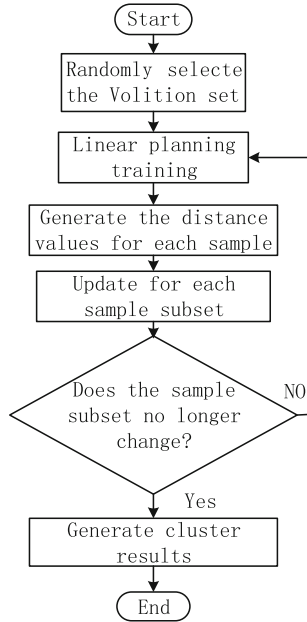 Start
Randomly selecte
the Volition set
Linear planning
training
Generate the distance
values for each sample
Update for each
sample subset
Does the sample
subset no longer
change?
NO
Yes
Generate cluster
results
End